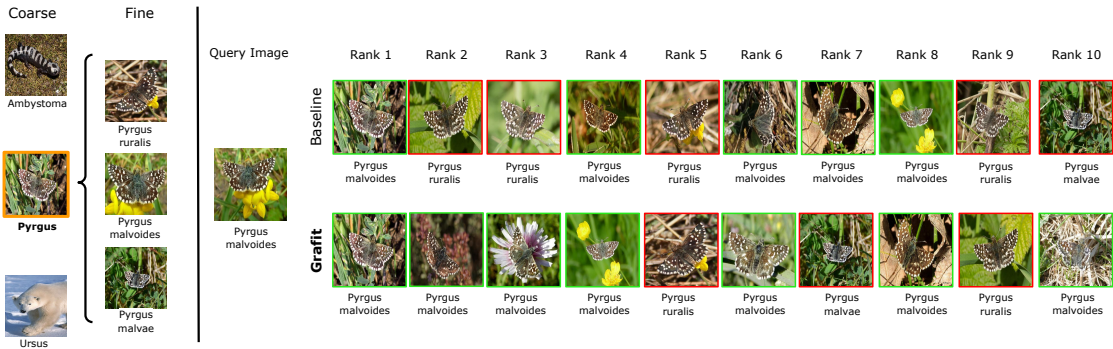 Coarse
Fine
Ambystoma
Pyrgus
Ursus
Pyrgus
ruralis
Pyrgus
malvoides
Pyrgus
malvae
Query Image
Pyrgus
malvoides
Rank 1 Rank 2 Rank 3 Rank 4 Rank 5 Rank 6 Rank 7 Rank 8 Rank 9 Rank 10
Baseline
Pyrgus Pyrgus Pyrgus Pyrgus Pyrgus Pyrgus Pyrgus Pyrgus Pyrgus Pyrgus
malvoides ruralis ruralis malvoides ruralis malvoides malvoides malvoides ruralis malvae
Grafit
Pyrgus Pyrgus Pyrgus Pyrgus Pyrgus Pyrgus Pyrgus Pyrgus Pyrgus Pyrgus
malvoides malvoides malvoides malvoides ruralis malvoides malvae malvoides ruralis malvoides